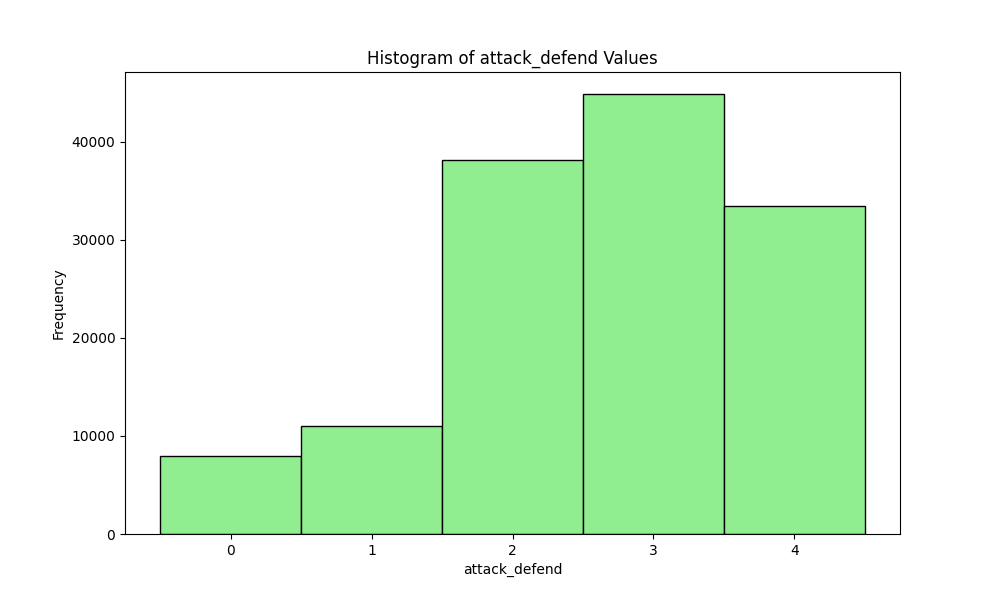 Histogram of attack_defend Values
Frequency
40000
30000
20000
10000
0
0 1 2 3 4
attack_defend